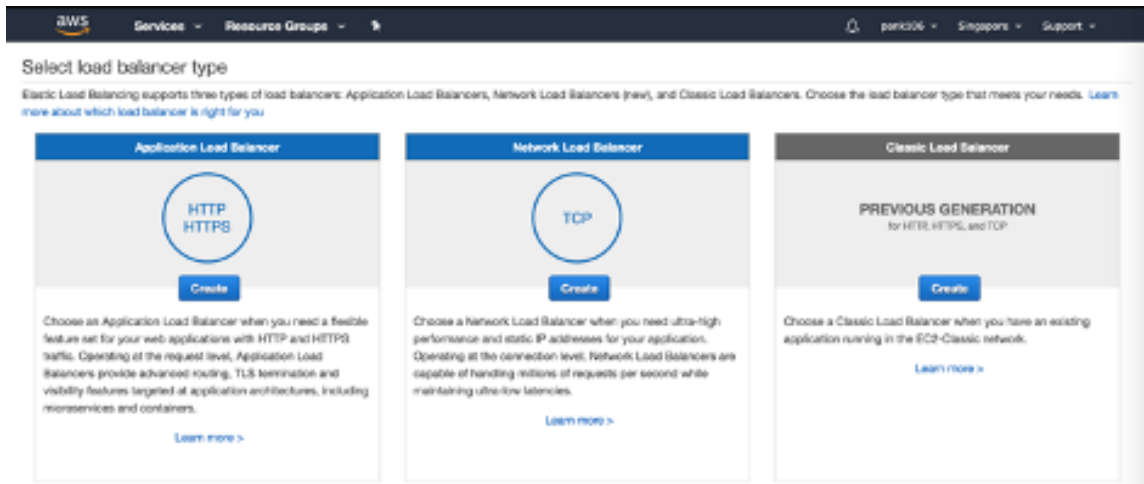 aws Services Resource Groups Singapore Support
Select load balancer type
Elastic Load Balancing supports three types of load balancers: Application Load Balancers, Network Load Balancers (new), and Classic Load Balancers. Choose the load balancer type that meets your needs. Learn
more about which load balancer is right for you
Application Load Balancer
HTTP
HTTPS
Create
Choose an Application Load Balancer when you need a flexible
feature set for your web applications with HTTP and HTTPS
traffic. Operating at the request level, Application Load
Balancers provide advanced routing, TLS termination and
visibility features targeted at application architectures, including
microservices and containers.
Learn more >
Network Load Balancer
TCP
Create
Choose a Network Load Balancer when you need ultra-high
performance and static IP addresses for your application.
Operating at the connection level, Network Load Balancers are
capable of handling millions of requests per second while
maintaining ultra-low latencies.
Learn more >
Classic Load Balancer
PREVIOUS GENERATION
for HTTP, HTTPS, and TCP
Create
Choose a Classic Load Balancer when you have an existing
application running in the EC2-Classic network.
Learn more >